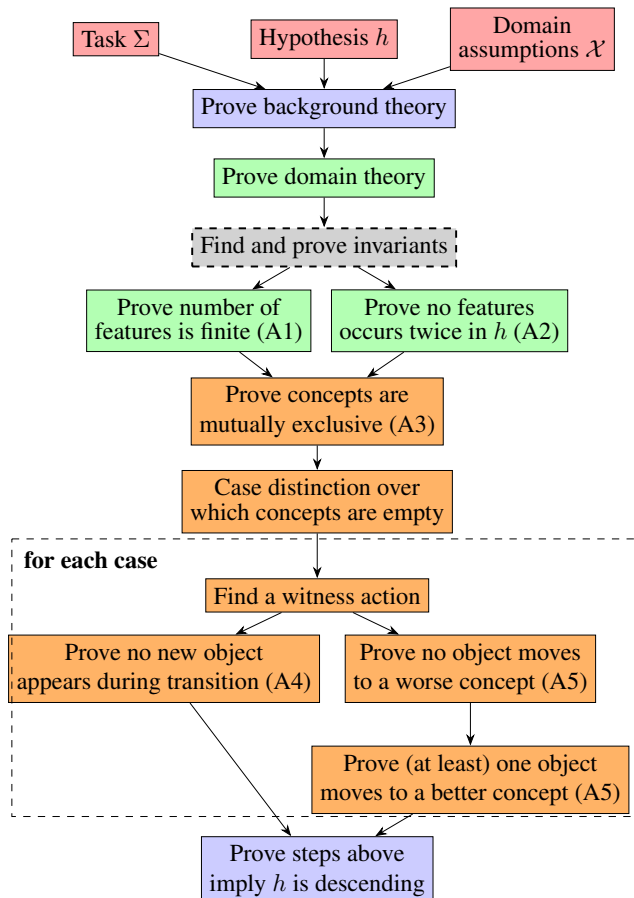 Task Σ
Hypothesis h
Domain
assumptions 𝒳
Prove background theory
Prove domain theory
Find and prove invariants
Prove number of
features is finite (A1)
Prove no features
occurs twice in h (A2)
Prove concepts are
mutually exclusive (A3)
Case distinction over
which concepts are empty
for each case
Find a witness action
Prove no new object
appears during transition (A4)
Prove no object moves
to a worse concept (A5)
Prove (at least) one object
moves to a better concept (A5)
Prove steps above
imply h is descending